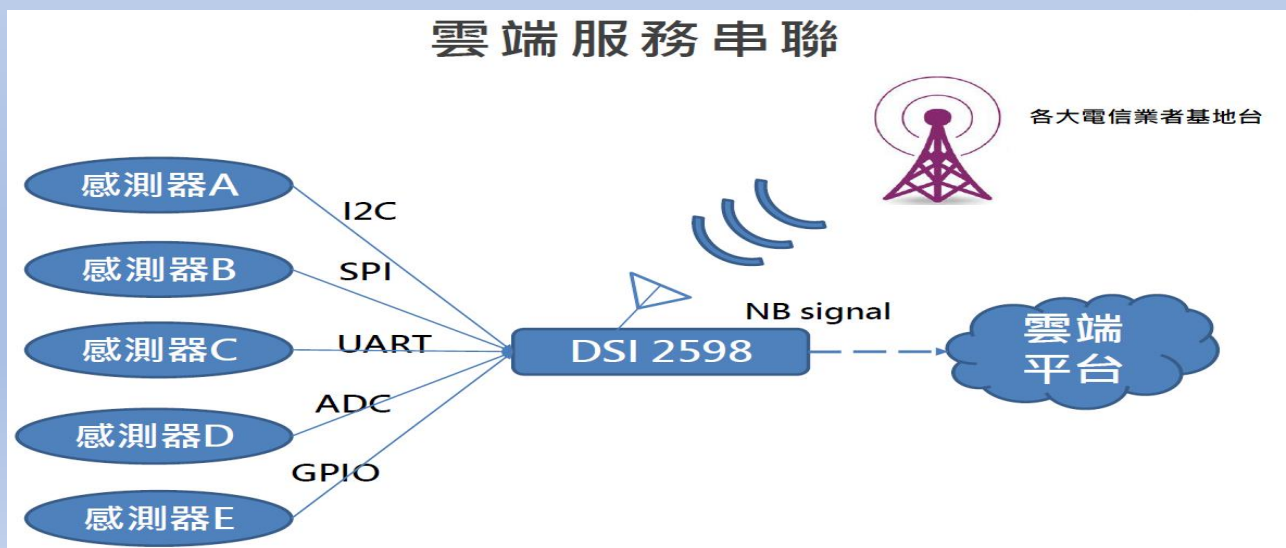 雲端服務串聯
各大電信業者基地台
感測器A
I2C
感測器B
SPI
感測器C
UART
感測器D
ADC
感測器E
GPIO
DSI 2598
NB signal
雲端
平台